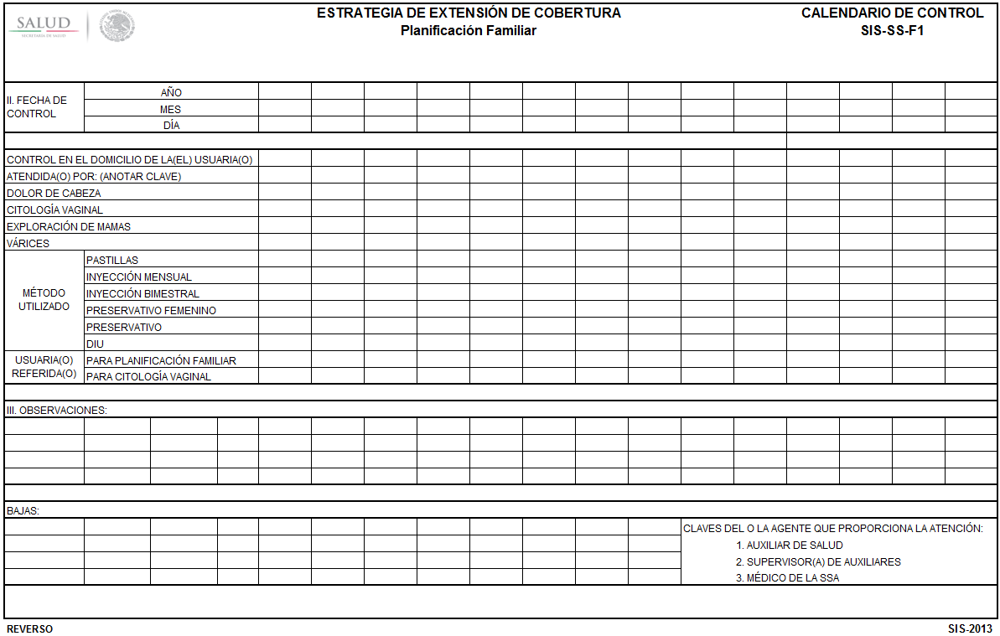 SALUD
SECRETARÍA DE SALUD
ESTRATEGIA DE EXTENSIÓN DE COBERTURA
Planificación Familiar
CALENDARIO DE CONTROL
SIS-SS-F1
II. FECHA DE
CONTROL
AÑO
MES
DÍA
CONTROL EN EL DOMICILIO DE LA(EL) USUARIA(O)
ATENDIDA(O) POR: (ANOTAR CLAVE)
DOLOR DE CABEZA
CITOLOGÍA VAGINAL
EXPLORACIÓN DE MAMAS
VÁRICES
MÉTODO
UTILIZADO
PASTILLAS
INYECCIÓN MENSUAL
INYECCIÓN BIMESTRAL
PRESERVATIVO FEMENINO
PRESERVATIVO
DIU
USUARIA(O)
REFERIDA(O)
PARA PLANIFICACIÓN FAMILIAR
PARA CITOLOGÍA VAGINAL
III. OBSERVACIONES:
BAJAS:
CLAVES DEL O LA AGENTE QUE PROPORCIONA LA ATENCIÓN:
1. AUXILIAR DE SALUD
2. SUPERVISOR(A) DE AUXILIARES
3. MÉDICO DE LA SSA
REVERSO
SIS-2013